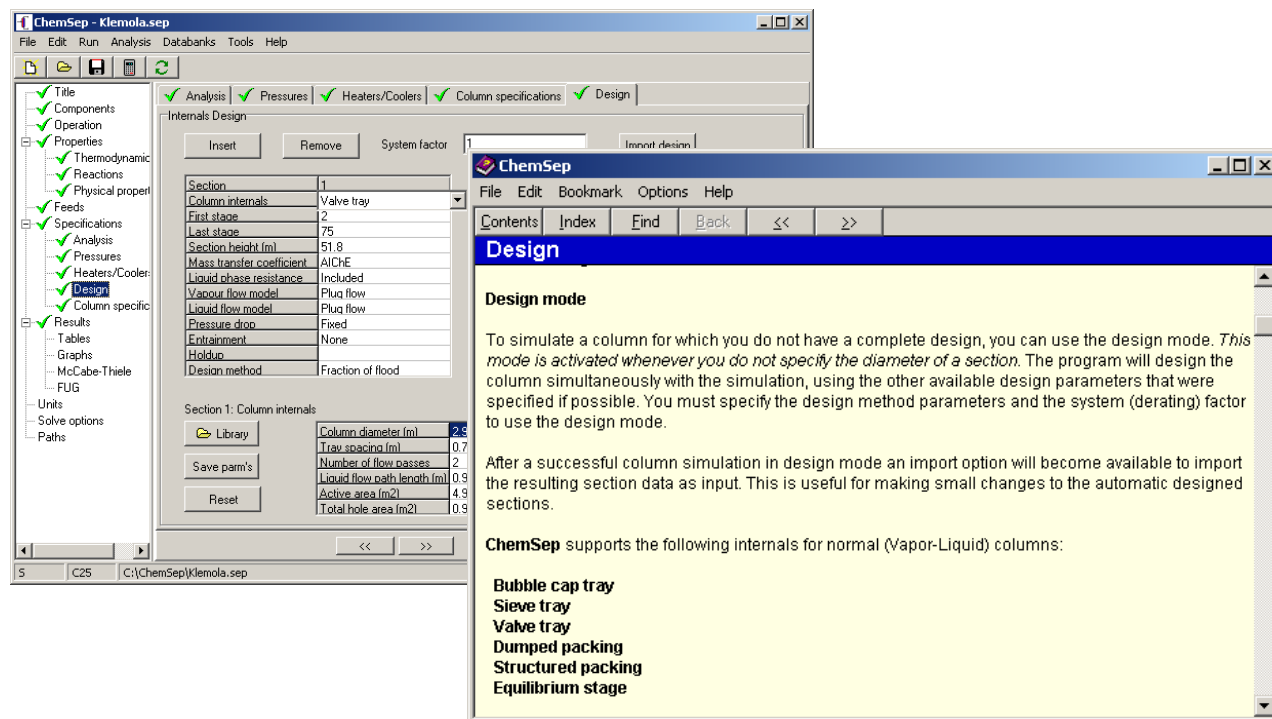 ChemSep - Klemola.sep
File Edit Run Analysis Databanks Tools Help
Title
Components
Operation
Properties
Thermodynamic
Reactions
Physical propert
Feeds
Specifications
Analysis
Pressures
Heaters/Cooler:
Design
Column specific
Results
Tables
Graphs
McCabe-Thiele
FUG
Units
Solve options
Paths
Analysis Pressures Heaters/Coolers Column specifications Design
Internals Design
Insert Remove System factor 1 Import design
Section 1
Column internals Valve tray
First stage 2
Last stage 75
Section height (m) 51.8
Mass transfer coefficient AIChE
Liquid phase resistance Included
Vapour flow model Plug flow
Liquid flow model Plug flow
Pressure drop Fixed
Entrainment None
Holdup
Design method Fraction of flood
Section 1: Column internals
Library
Save parm's
Reset
Column diameter (m) 2.9
Tray spacing (m) 0.7
Number of flow passes 2
Liquid flow path length (m) 0.9
Active area (m2) 4.9
Total hole area (m2) 0.9
<< >>
S C25 C:\ChemSep\Klemola.sep
ChemSep
File Edit Bookmark Options Help
Contents Index Find Back << >>
Design
Design mode
To simulate a column for which you do not have a complete design, you can use the design mode. This
mode is activated whenever you do not specify the diameter of a section. The program will design the
column simultaneously with the simulation, using the other available design parameters that were
specified if possible. You must specify the design method parameters and the system (derating) factor
to use the design mode.
After a successful column simulation in design mode an import option will become available to import
the resulting section data as input. This is useful for making small changes to the automatic designed
sections.
ChemSep supports the following internals for normal (Vapor-Liquid) columns:
Bubble cap tray
Sieve tray
Valve tray
Dumped packing
Structured packing
Equilibrium stage